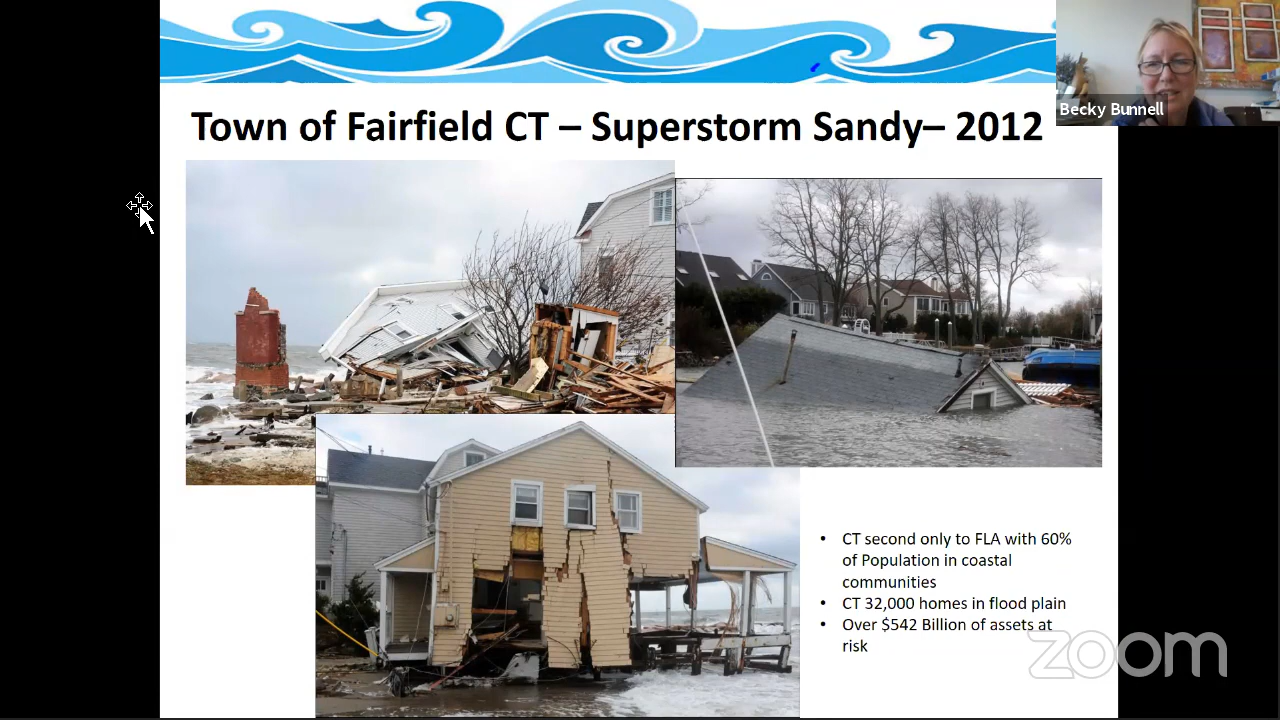 Becky Bunnell
Town of Fairfield CT – Superstorm Sandy– 2012
• CT second only to FLA with 60%
of Population in coastal
communities
• CT 32,000 homes in flood plain
• Over $542 Billion of assets at
risk
zoom